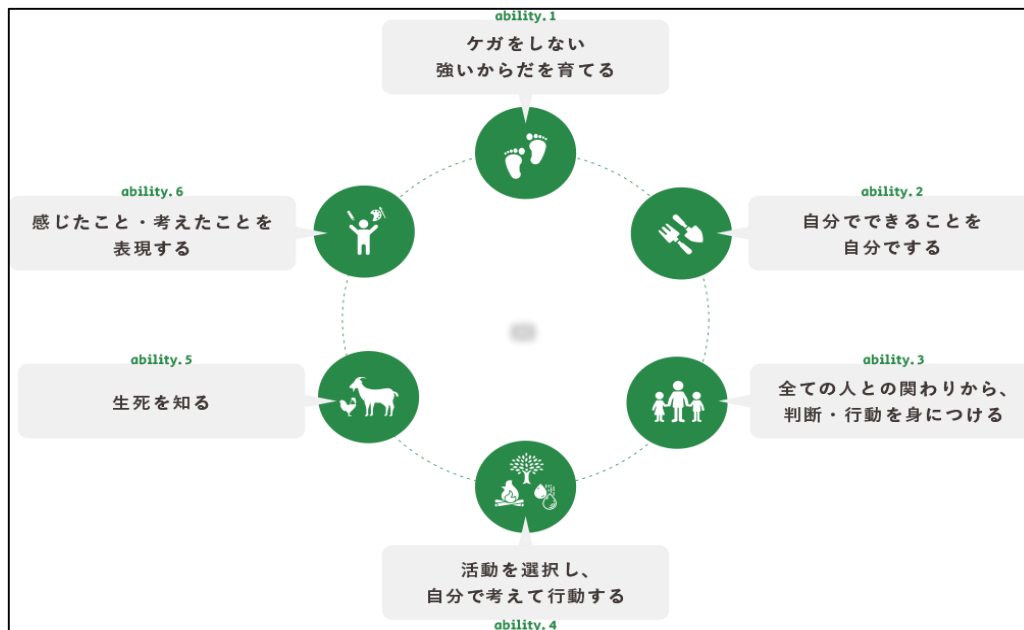 ability.1
ケガをしない
強いからだを育てる
ability.2
自分でできることを
自分でする
ability.3
全ての人との関わりから、
判断・行動を身につける
活動を選択し、
自分で考えて行動する
ability.4
ability.5
生死を知る
ability.6
感じたこと・考えたことを
表現する